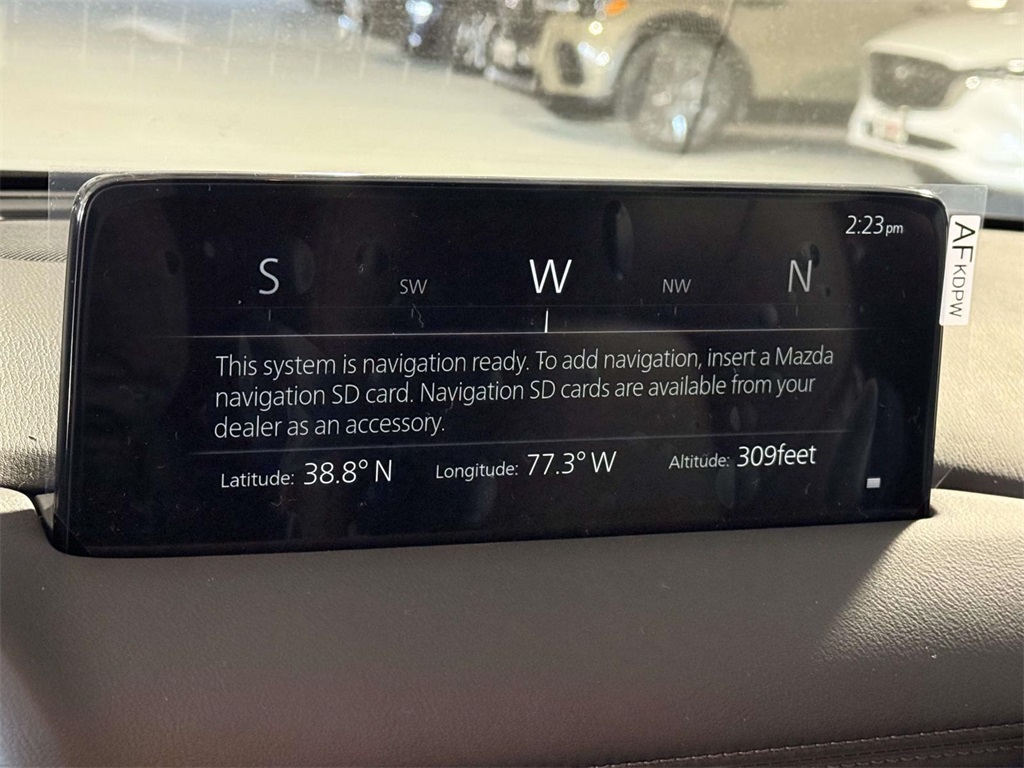 2:23pm
S SW W NW N
This system is navigation ready. To add navigation, insert a Mazda
navigation SD card. Navigation SD cards are available from your
dealer as an accessory.
Latitude: 38.8° N Longitude: 77.3° W Altitude: 309feet
AF KDPW